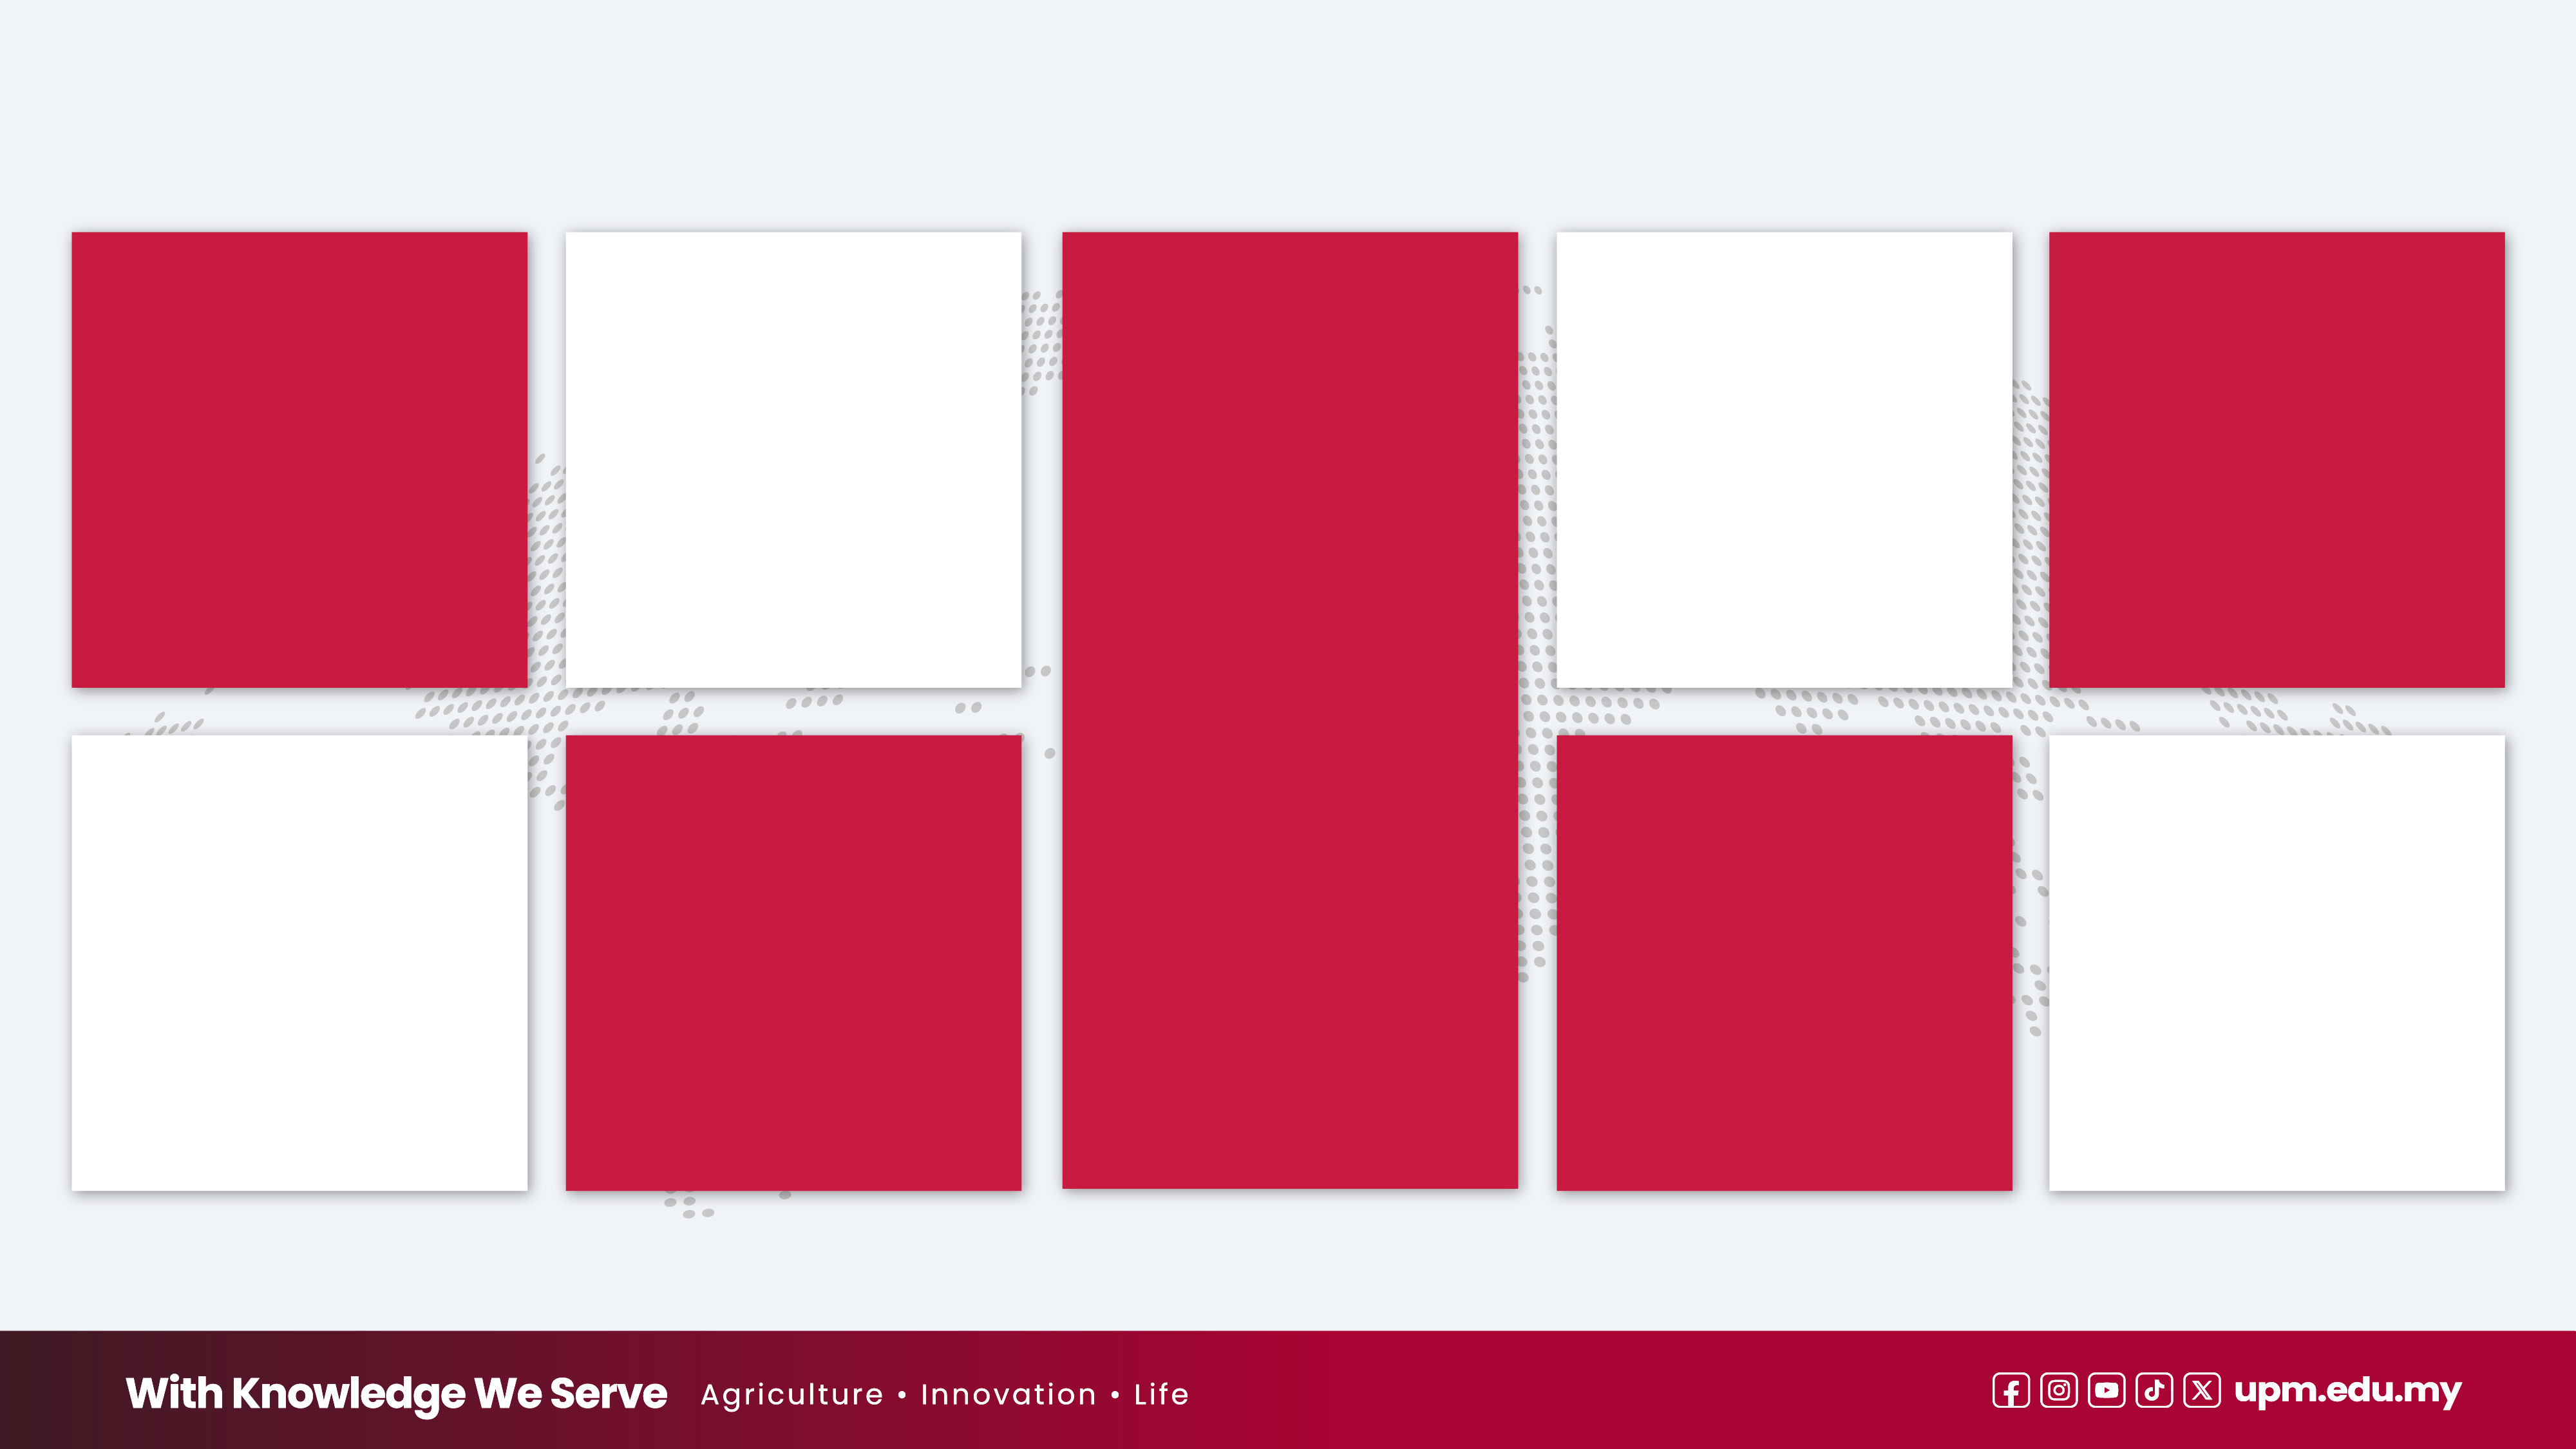 With Knowledge We Serve Agriculture • Innovation • Life upm.edu.my